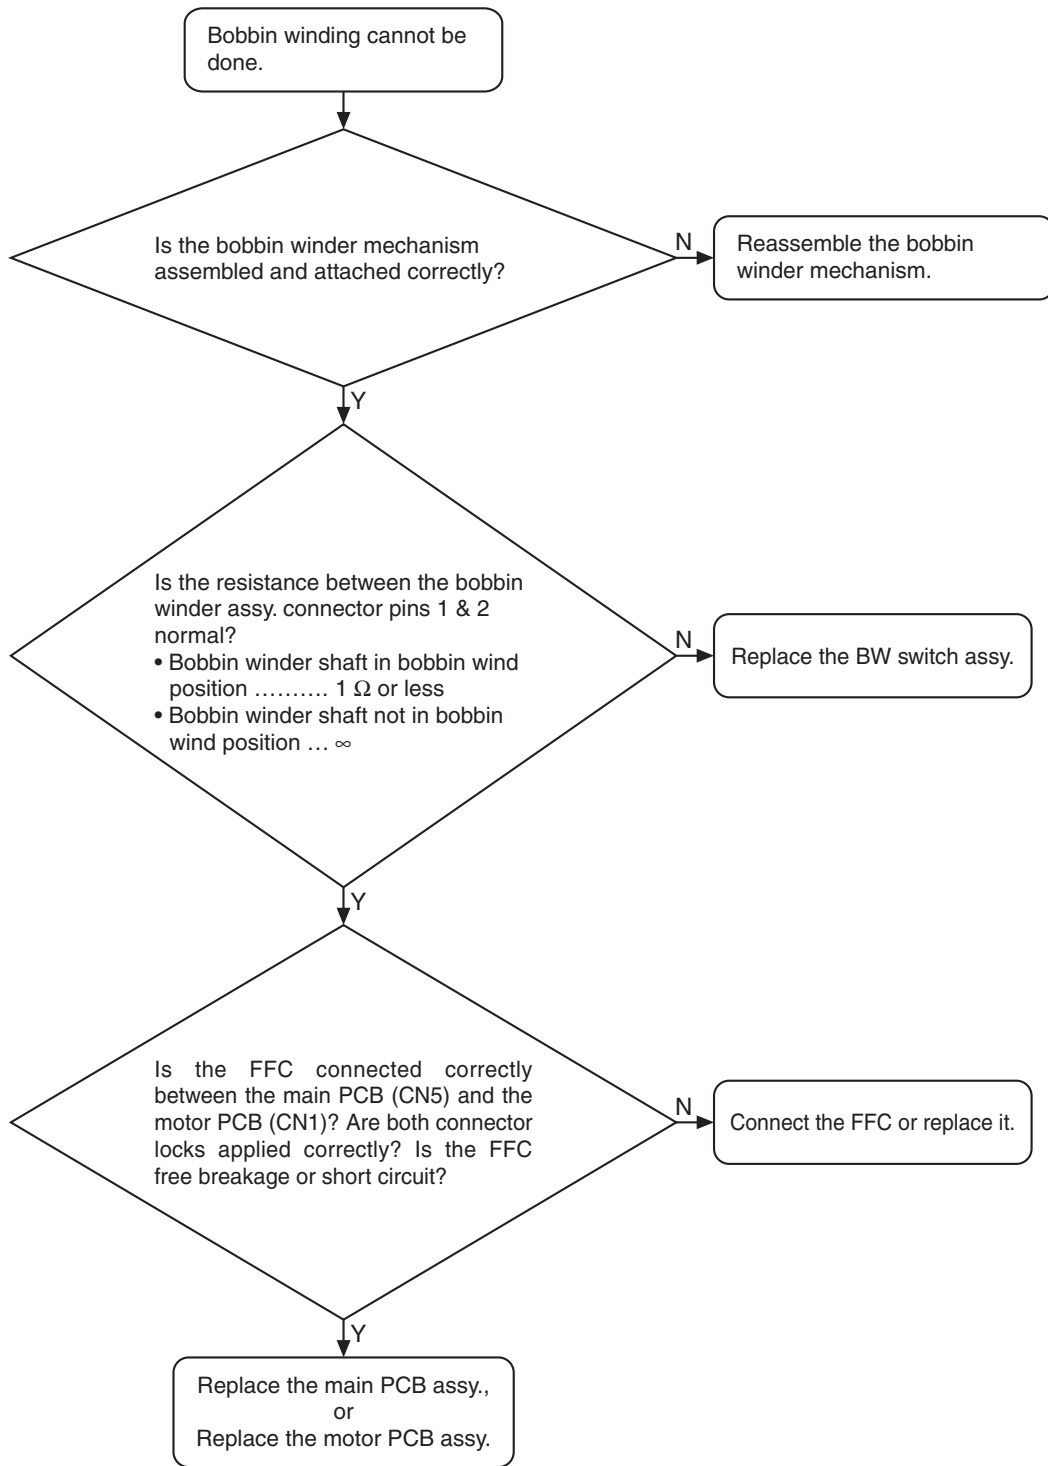 Bobbin winding cannot be
done.
Is the bobbin winder mechanism
assembled and attached correctly?
N
Reassemble the bobbin
winder mechanism.
Y
Is the resistance between the bobbin
winder assy. connector pins 1 & 2
normal?
• Bobbin winder shaft in bobbin wind
position ………. 1 Ω or less
• Bobbin winder shaft not in bobbin
wind position … ∞
N
Replace the BW switch assy.
Y
Is the FFC connected correctly
between the main PCB (CN5) and the
motor PCB (CN1)? Are both connector
locks applied correctly? Is the FFC
free breakage or short circuit?
N
Connect the FFC or replace it.
Y
Replace the main PCB assy.,
or
Replace the motor PCB assy.